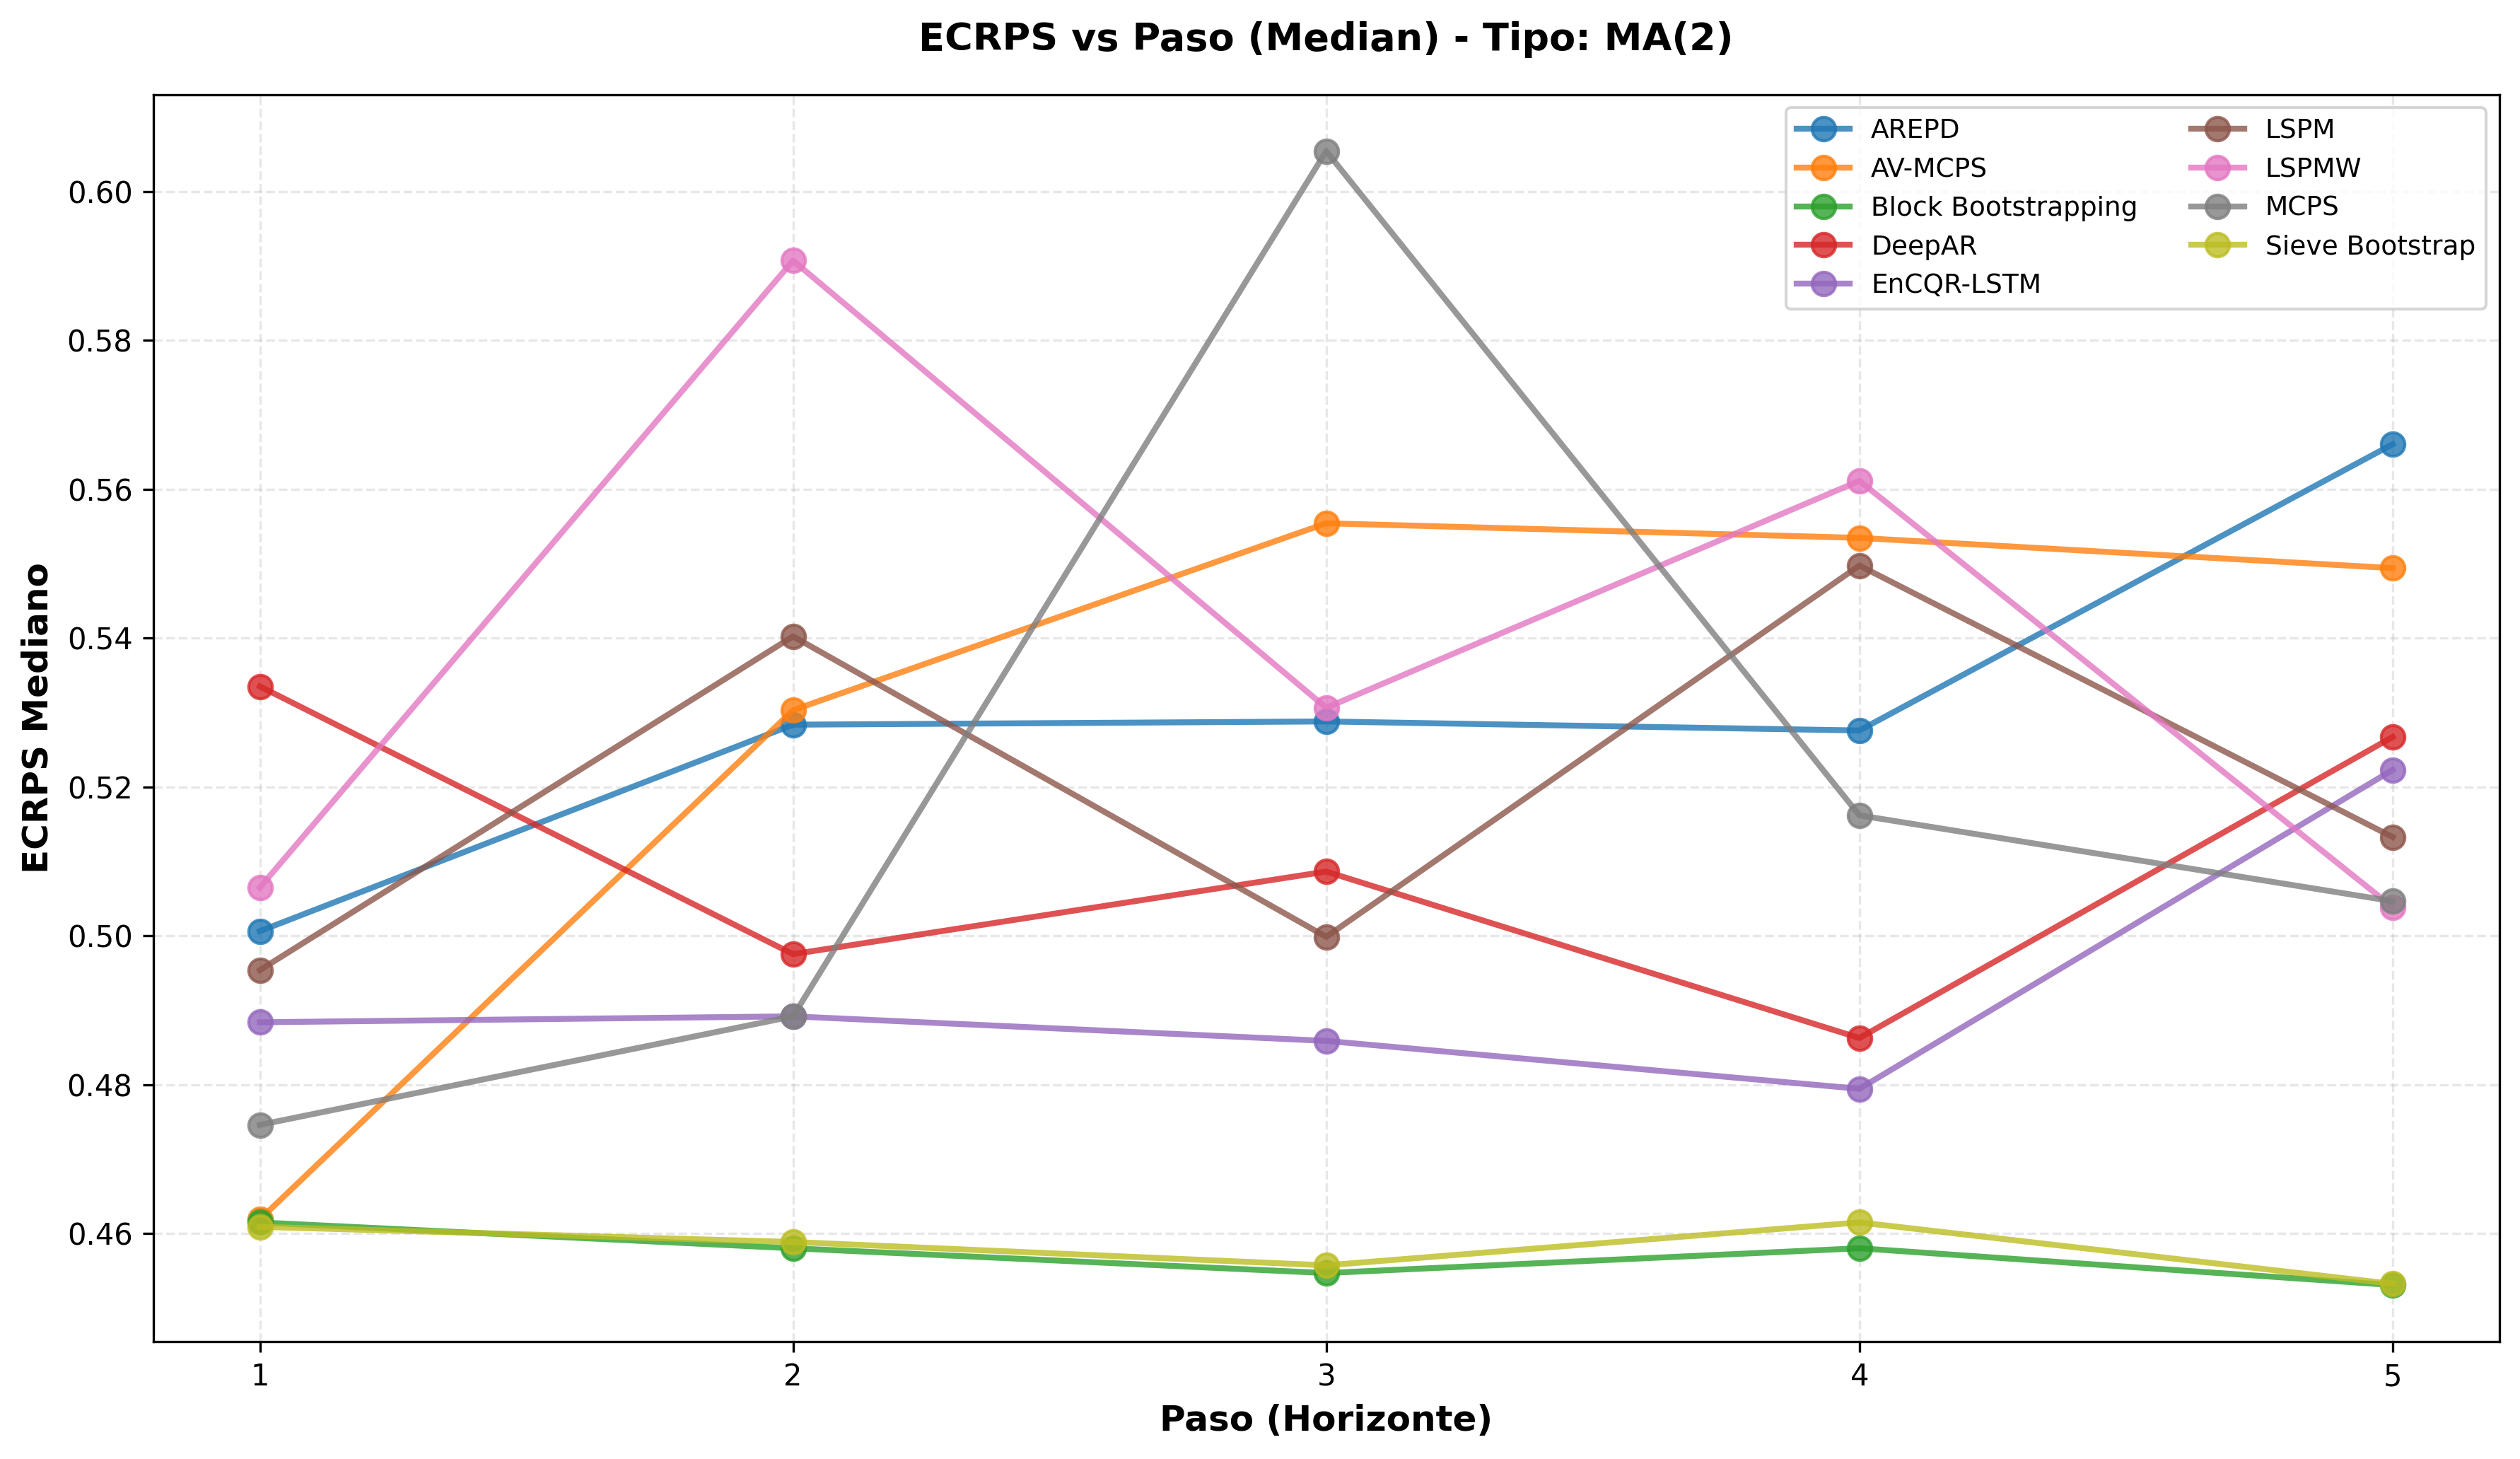 ECRPS vs Paso (Median) - Tipo: MA(2)
AREPD
AV-MCPS
Block Bootstrapping
DeepAR
EnCQR-LSTM
LSPM
LSPMW
MCPS
Sieve Bootstrap
ECRPS Mediano
0.60
0.58
0.56
0.54
0.52
0.50
0.48
0.46
1 2 3 4 5
Paso (Horizonte)